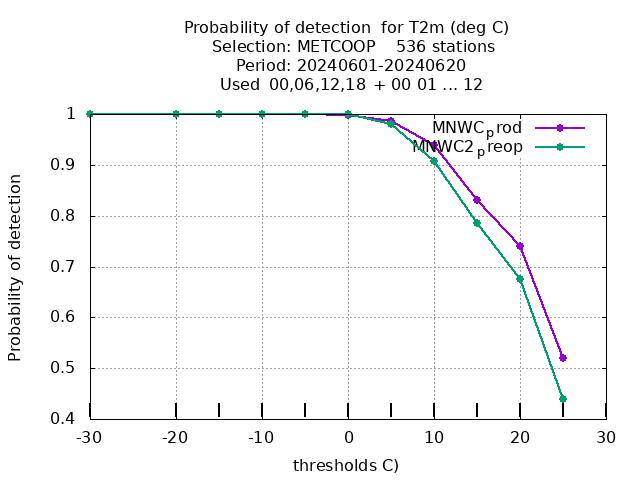 Probability of detection  for T2m (deg C)
Selection: METCOOP    536 stations
Period: 20240601-20240620
Used  00,06,12,18  + 00 01 ... 12
Probability of detection
1
0.9
0.8
0.7
0.6
0.5
0.4
MNWCprod
MNWC2preop
-30 -20 -10 0 10 20 30
thresholds C)